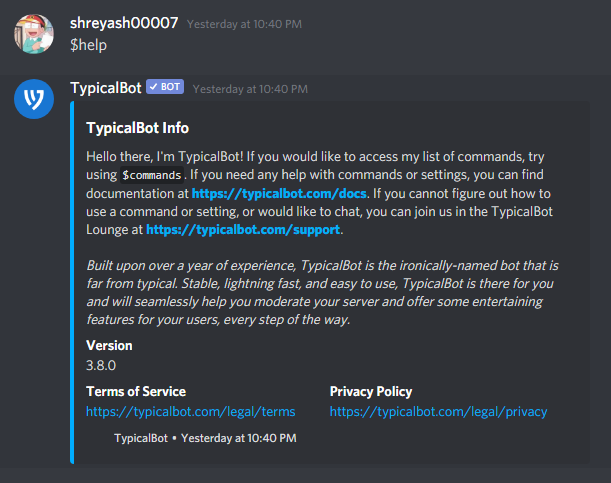 shreyash00007 Yesterday at 10:40 PM
$help
TypicalBot BOT Yesterday at 10:40 PM
TypicalBot Info
Hello there, I'm TypicalBot! If you would like to access my list of commands, try
using $commands. If you need any help with commands or settings, you can find
documentation at https://typicalbot.com/docs. If you cannot figure out how to
use a command or setting, or would like to chat, you can join us in the TypicalBot
Lounge at https://typicalbot.com/support.
Built upon over a year of experience, TypicalBot is the ironically-named bot that is
far from typical. Stable, lightning fast, and easy to use, TypicalBot is there for you
and will seamlessly help you moderate your server and offer some entertaining
features for your users, every step of the way.
Version
3.8.0
Terms of Service Privacy Policy
https://typicalbot.com/legal/terms https://typicalbot.com/legal/privacy
TypicalBot • Yesterday at 10:40 PM